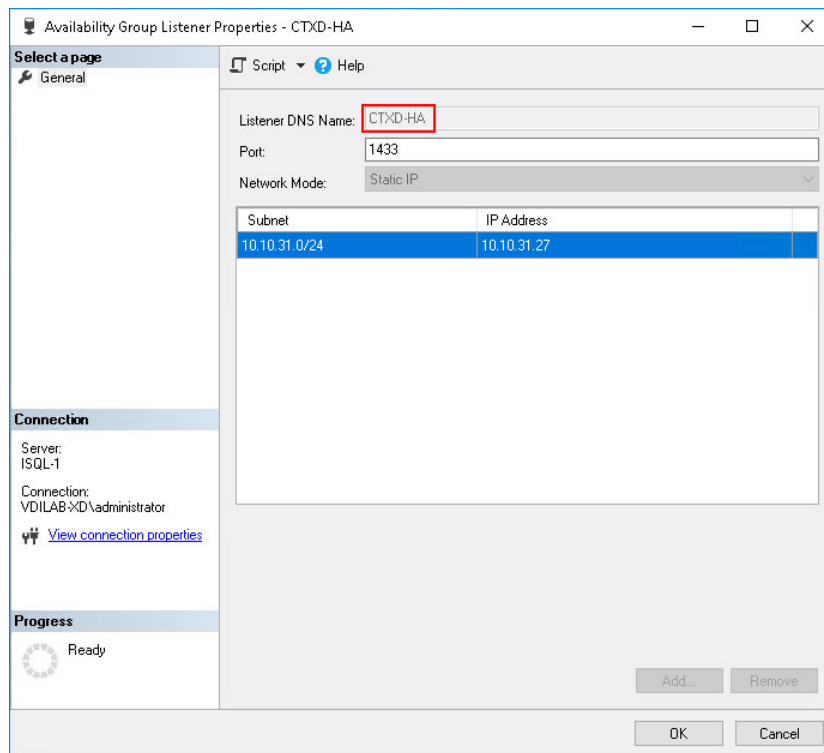 Availability Group Listener Properties - CTXD-HA
Select a page
General
Script
Help
Listener DNS Name: CTXD-HA
Port: 1433
Network Mode: Static IP
Subnet IP Address
10.10.31.0/24 10.10.31.27
Connection
Server:
ISQL-1
Connection:
VDILAB-XD\administrator
View connection properties
Progress
Ready
Add... Remove
OK Cancel